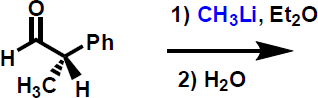 O
H
Ph
H₃C
H
1) CH₃Li, Et₂O
2) H₂O